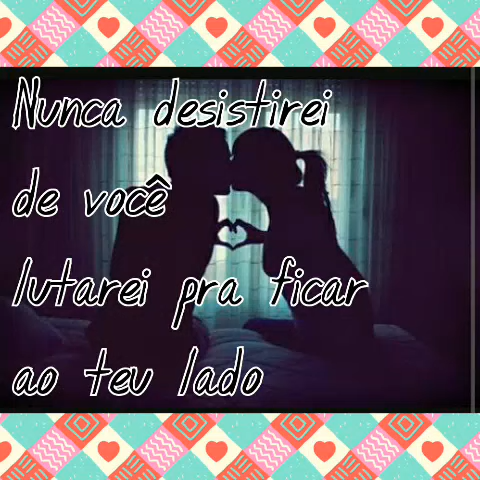 Nunca desistirei
de você
lutarei pra ficar
ao teu lado